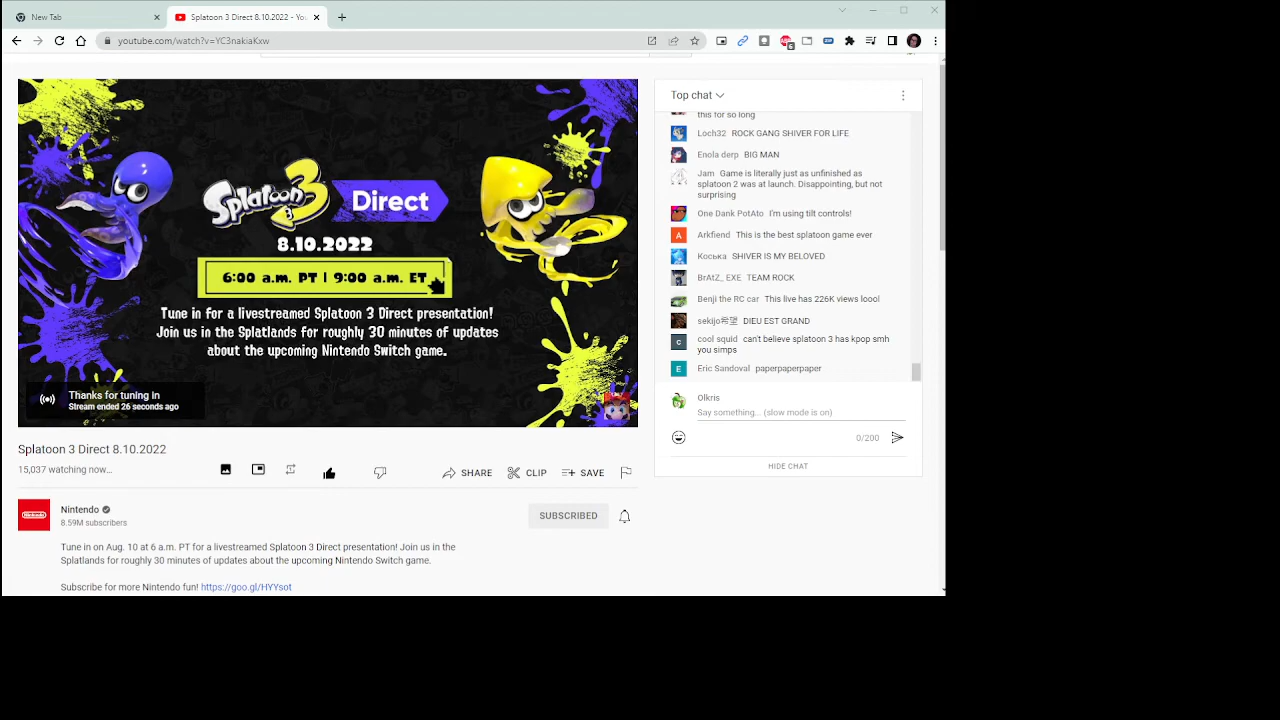 New Tab
Splatoon 3 Direct 8.10.2022 - Yo
youtube.com/watch?v=YC3nakiaKxw
Splatoon 3 Direct
8.10.2022
6:00 a.m. PT | 9:00 a.m. ET
Tune in for a livestreamed Splatoon 3 Direct presentation!
Join us in the Splatlands for roughly 30 minutes of updates
about the upcoming Nintendo Switch game.
Thanks for tuning in
Stream ended 26 seconds ago
Splatoon 3 Direct 8.10.2022
15,037 watching now...
SHARE
CLIP
SAVE
Nintendo
8.59M subscribers
SUBSCRIBED
Tune in on Aug. 10 at 6 a.m. PT for a livestreamed Splatoon 3 Direct presentation! Join us in the
Splatlands for roughly 30 minutes of updates about the upcoming Nintendo Switch game.
Subscribe for more Nintendo fun! https://goo.gl/HYYsot
Top chat
this for so long
Loch32 ROCK GANG SHIVER FOR LIFE
Enola derp BIG MAN
Jam Game is literally just as unfinished as
splatoon 2 was at launch. Disappointing, but not
surprising
One Dank PotAto I'm using tilt controls!
A Arkfiend This is the best splatoon game ever
Коська SHIVER IS MY BELOVED
BrAtZ_ EXE TEAM ROCK
Benji the RC car This live has 226K views loool
sekijo希望 DIEU EST GRAND
c cool squid can't believe splatoon 3 has kpop smh
you simps
E Eric Sandoval paperpaperpaper
Olkris
Say something... (slow mode is on)
0/200
HIDE CHAT